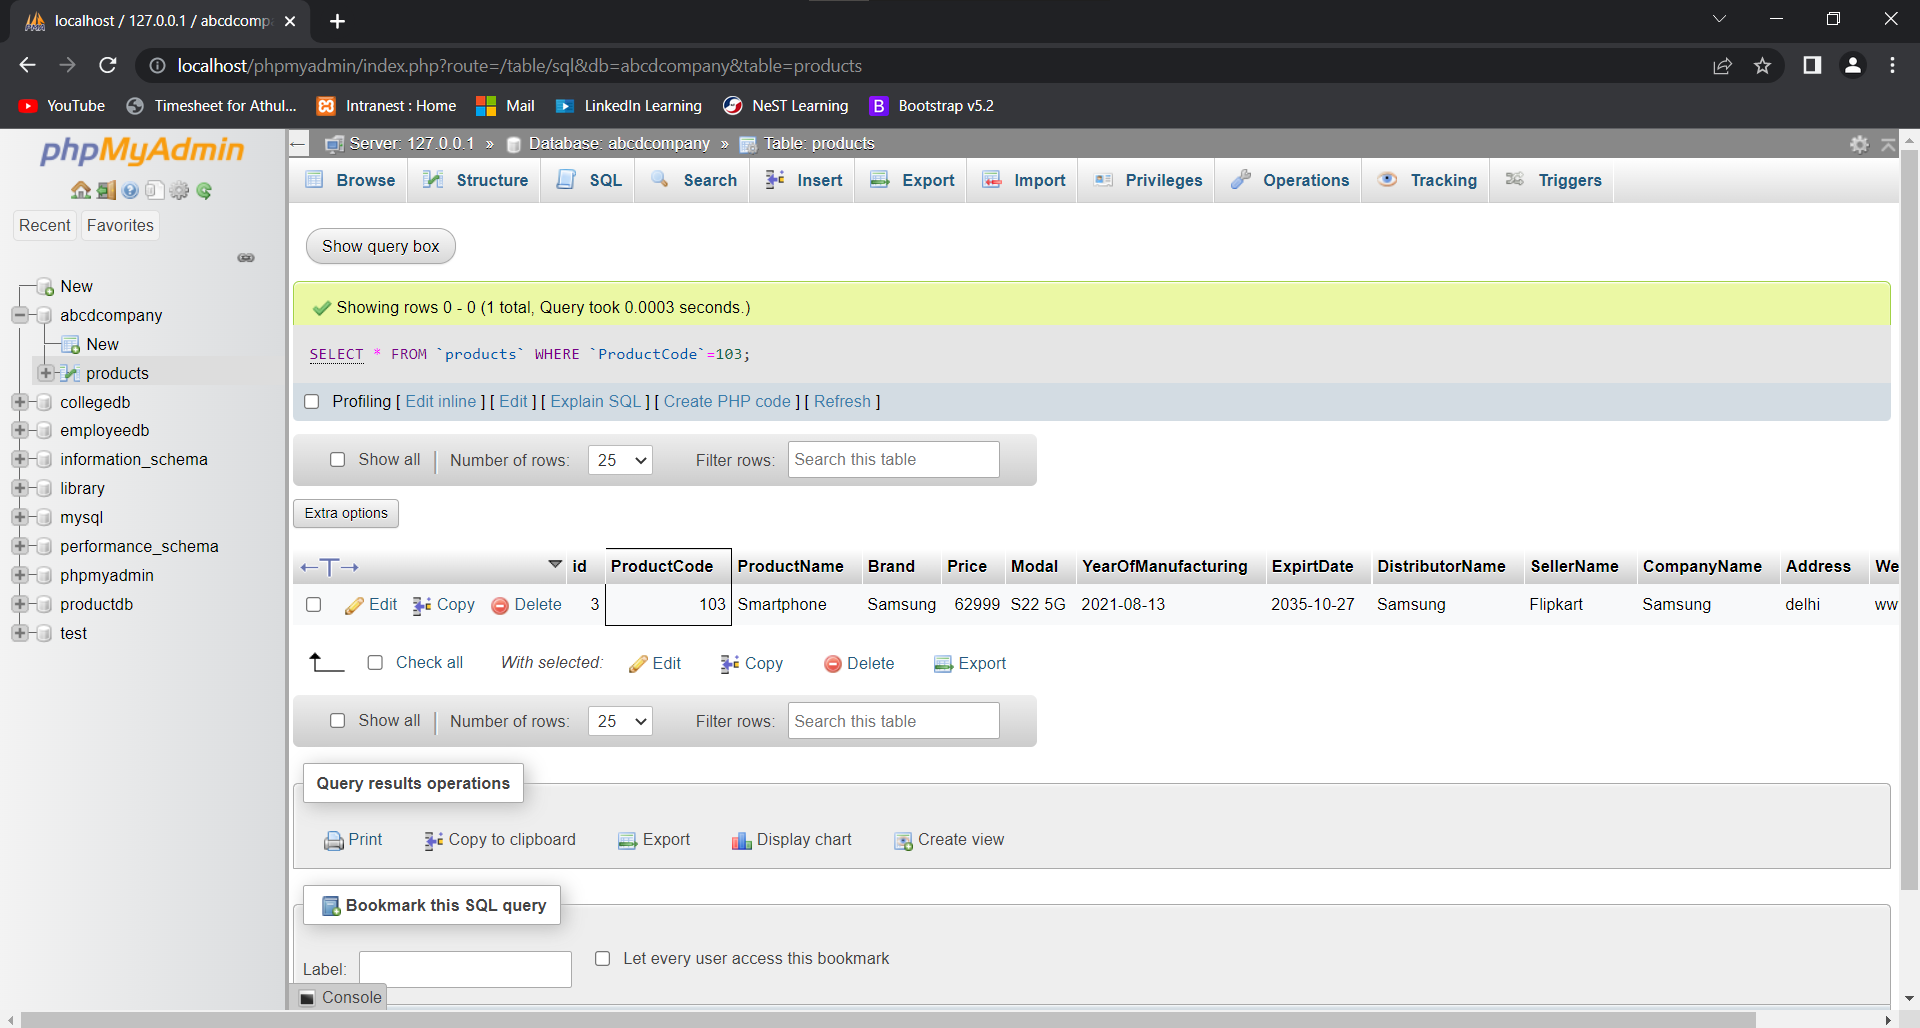 localhost / 127.0.0.1 / abcdcomp
localhost/phpmyadmin/index.php?route=/table/sql&db=abcdcompany&table=products
YouTube
Timesheet for Athul...
Intranest : Home
Mail
LinkedIn Learning
NeST Learning
B Bootstrap v5.2
phpMyAdmin
Recent Favorites
New
abcdcompany
New
products
collegedb
employeedb
information_schema
library
mysql
performance_schema
phpmyadmin
productdb
test
Server: 127.0.0.1 » Database: abcdcompany » Table: products
Browse Structure SQL Search Insert Export Import Privileges Operations Tracking Triggers
Show query box
Showing rows 0 - 0 (1 total, Query took 0.0003 seconds.)
SELECT * FROM `products` WHERE `ProductCode`=103;
Profiling [ Edit inline ] [ Edit ] [ Explain SQL ] [ Create PHP code ] [ Refresh ]
Show all | Number of rows: 25 Filter rows: Search this table
Extra options
←T→ id ProductCode ProductName Brand Price Modal YearOfManufacturing ExpirtDate DistributorName SellerName CompanyName Address We
Edit Copy Delete 3 103 Smartphone Samsung 62999 S22 5G 2021-08-13 2035-10-27 Samsung Flipkart Samsung delhi ww
Check all With selected: Edit Copy Delete Export
Show all | Number of rows: 25 Filter rows: Search this table
Query results operations
Print Copy to clipboard Export Display chart Create view
Bookmark this SQL query
Label: Let every user access this bookmark
Console